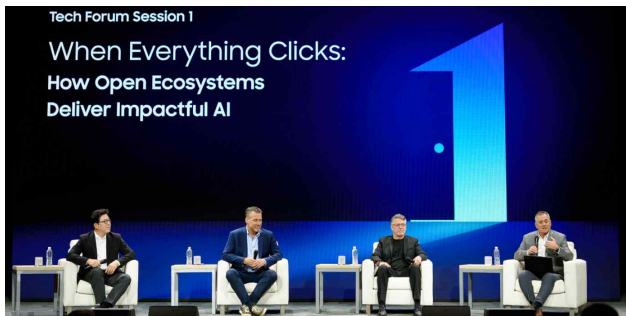 Tech Forum Session 1
When Everything Clicks:
How Open Ecosystems
Deliver Impactful AI